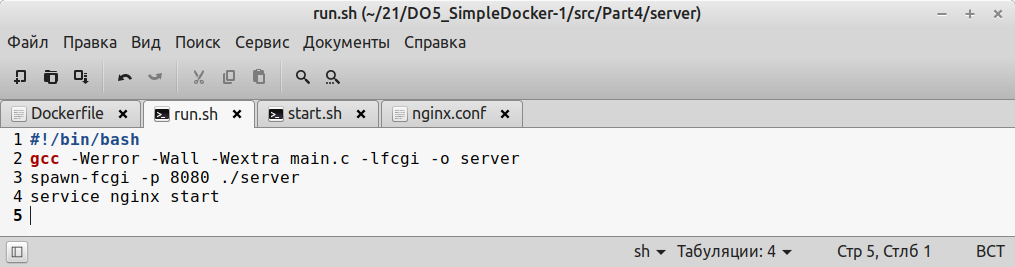 run.sh (~/21/DO5_SimpleDocker-1/src/Part4/server)
Файл Правка Вид Поиск Сервис Документы Справка
Dockerfile run.sh start.sh nginx.conf
1 #!/bin/bash
2 gcc -Werror -Wall -Wextra main.c -lfcgi -o server
3 spawn-fcgi -p 8080 ./server
4 service nginx start
5
sh Табуляции: 4 Стр 5, Стлб 1 ВСТ